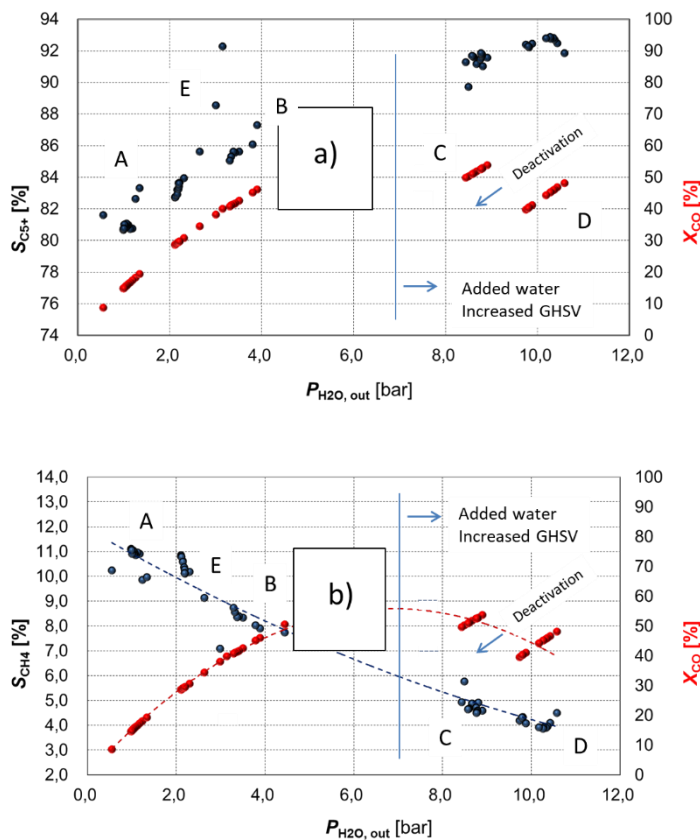 94
92
90
88
86
84
82
80
78
76
74
S_C5+ [%]
100
90
80
70
60
50
40
30
20
10
0
X_CO [%]
A
E
B
a)
C
Deactivation
D
Added water
Increased GHSV
0,0 2,0 4,0 6,0 8,0 10,0 12,0
P_H2O, out [bar]
14,0
13,0
12,0
11,0
10,0
9,0
8,0
7,0
6,0
5,0
4,0
3,0
2,0
S_CH4 [%]
100
90
80
70
60
50
40
30
20
10
0
X_CO [%]
Added water
Increased GHSV
A
E
B
b)
Deactivation
C
D
0,0 2,0 4,0 6,0 8,0 10,0 12,0
P_H2O, out [bar]